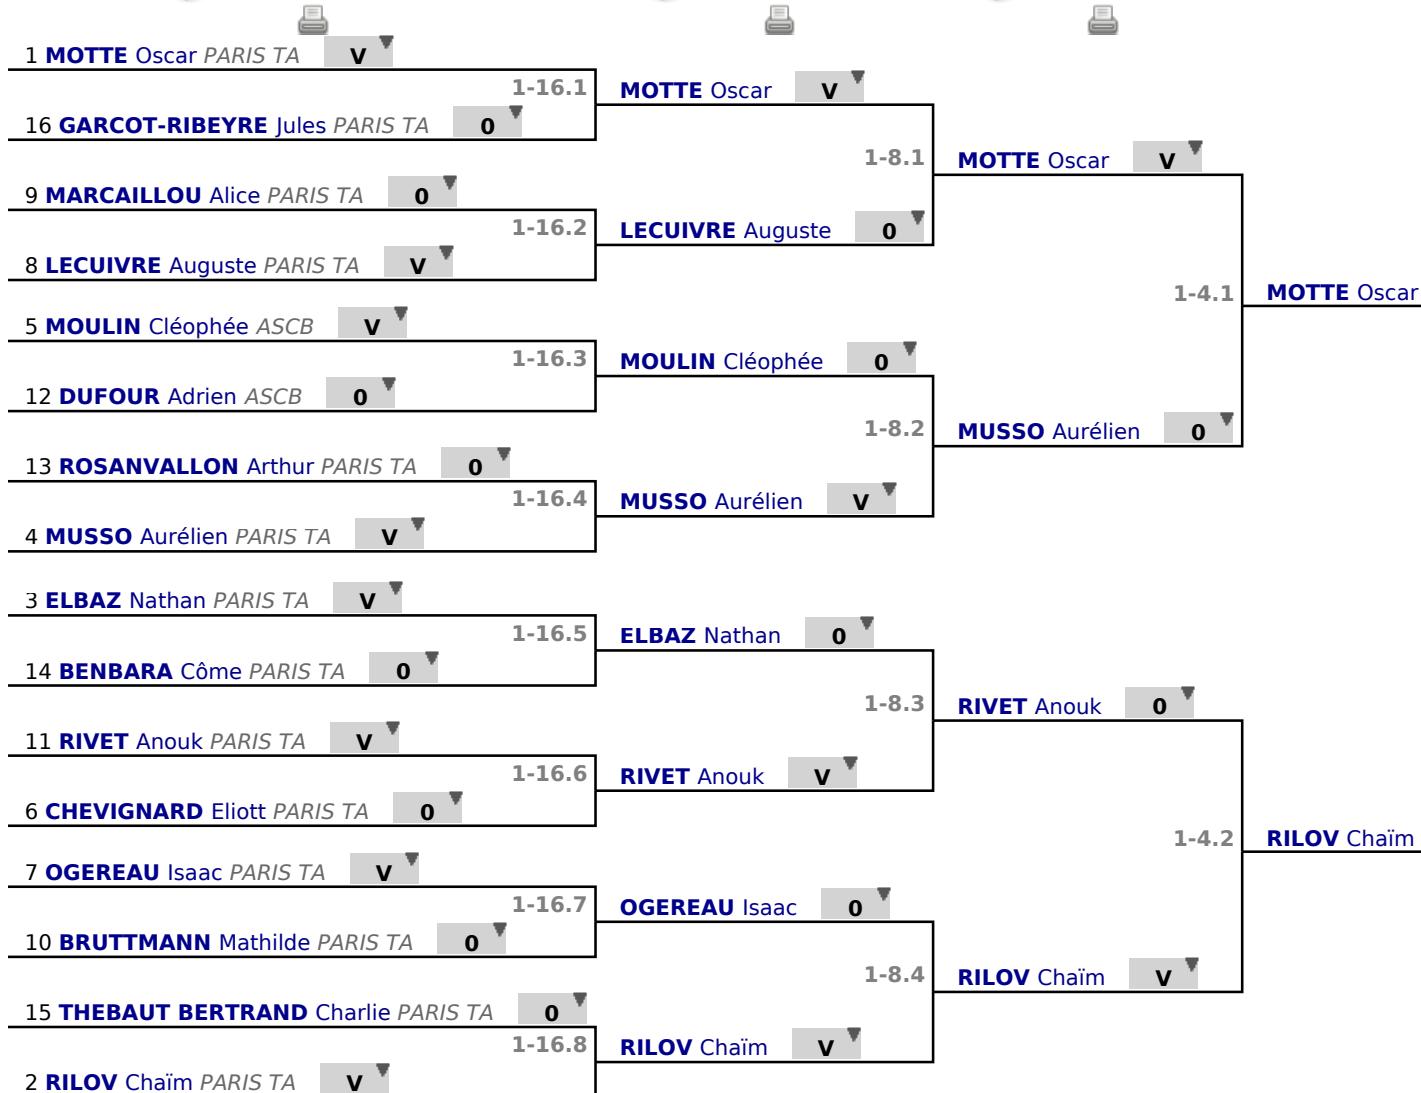 1 MOTTE Oscar PARIS TA V
1-16.1
16 GARCOT-RIBEYRE Jules PARIS TA 0
9 MARCAILLOU Alice PARIS TA 0
1-16.2
8 LECUIVRE Auguste PARIS TA V
5 MOULIN Cléophée ASCB V
1-16.3
12 DUFOUR Adrien ASCB 0
13 ROSANVALLON Arthur PARIS TA 0
1-16.4
4 MUSSO Aurélien PARIS TA V
3 ELBAZ Nathan PARIS TA V
1-16.5
14 BENBARA Côme PARIS TA 0
11 RIVET Anouk PARIS TA V
1-16.6
6 CHEVIGNARD Eliott PARIS TA 0
7 OGEREAU Isaac PARIS TA V
1-16.7
10 BRUTTMANN Mathilde PARIS TA 0
15 THEBAUT BERTRAND Charlie PARIS TA 0
1-16.8
2 RILOV Chaïm PARIS TA V
MOTTE Oscar V
1-8.1
LECUIVRE Auguste 0
MOULIN Cléophée 0
1-8.2
MUSSO Aurélien V
ELBAZ Nathan 0
1-8.3
RIVET Anouk V
OGEREAU Isaac 0
1-8.4
RILOV Chaïm V
MOTTE Oscar V
1-4.1
MUSSO Aurélien 0
RIVET Anouk 0
1-4.2
RILOV Chaïm V
MOTTE Oscar
RILOV Chaïm